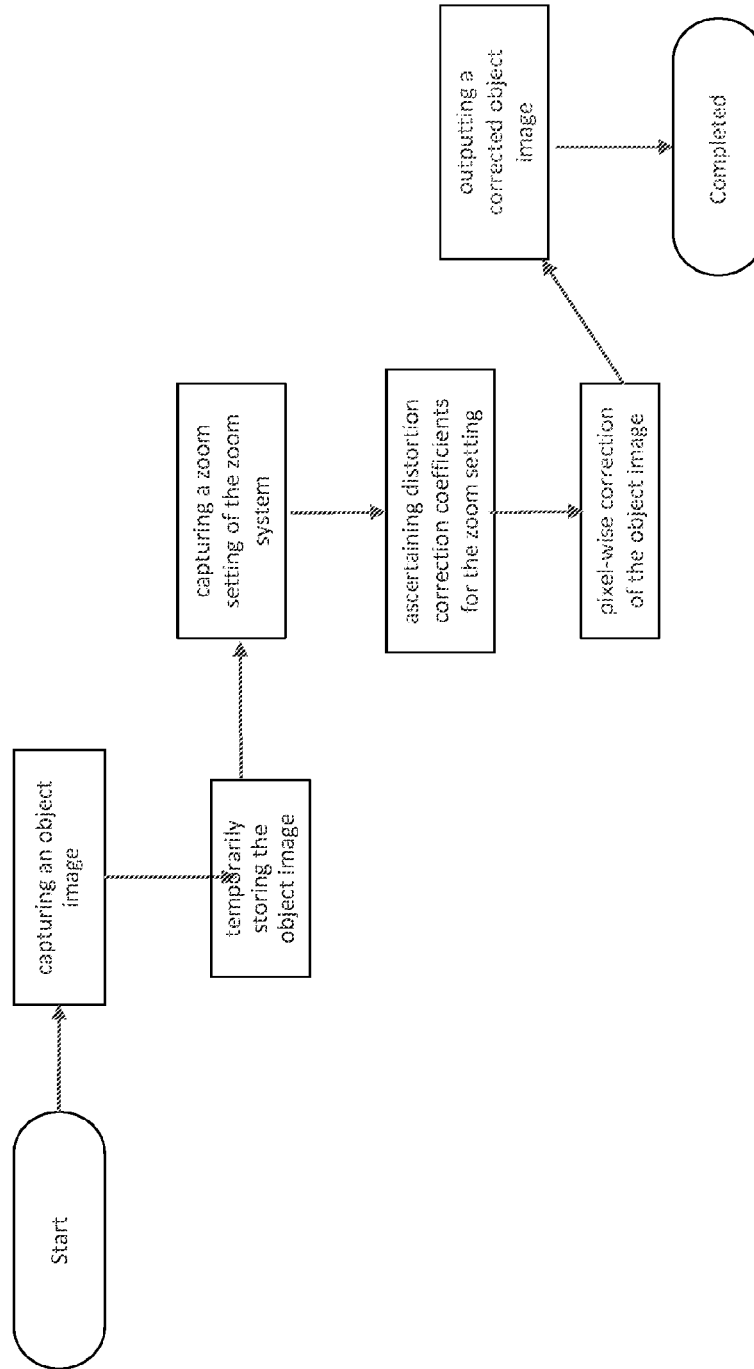 Start
capturing an object
image
temporarily
storing the
object image
capturing a zoom
setting of the zoom
system
ascertaining distortion
correction coefficients
for the zoom setting
pixel-wise correction
of the object image
outputting a
corrected object
image
Completed